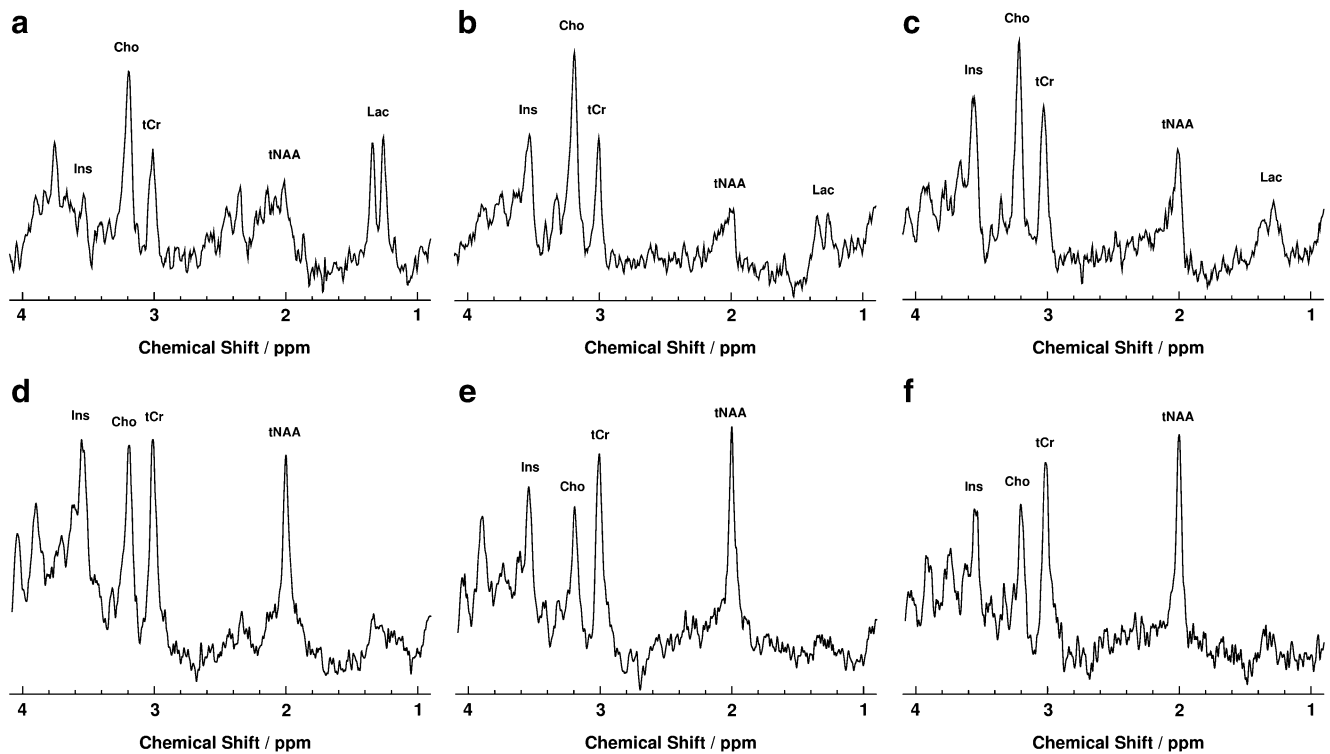 a
Cho
tCr
Ins
tNAA
Lac
4 3 2 1
Chemical Shift / ppm
b
Cho
Ins
tCr
tNAA
Lac
4 3 2 1
Chemical Shift / ppm
c
Cho
Ins
tCr
tNAA
Lac
4 3 2 1
Chemical Shift / ppm
d
Ins
Cho
tCr
tNAA
4 3 2 1
Chemical Shift / ppm
e
tNAA
tCr
Ins
Cho
4 3 2 1
Chemical Shift / ppm
f
tNAA
tCr
Ins
Cho
4 3 2 1
Chemical Shift / ppm